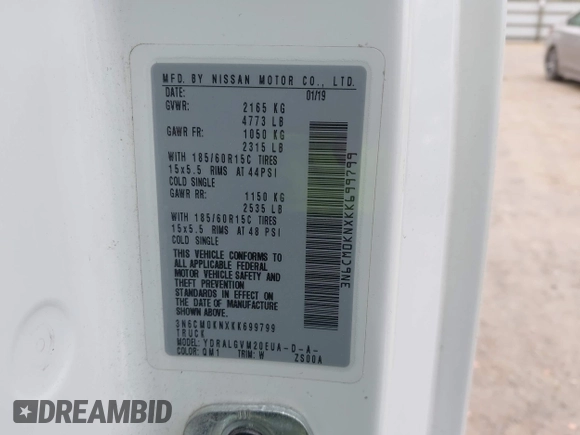 MFD. BY NISSAN MOTOR CO., LTD.
DATE: 01/19
GVWR: 2165 KG
4773 LB
GAWR FR: 1050 KG
2315 LB
WITH 185/60R15C TIRES
15x5.5 RIMS AT 44PSI
COLD SINGLE
GAWR RR: 1150 KG
2535 LB
WITH 185/60R15C TIRES
15x5.5 RIMS AT 48 PSI
COLD SINGLE
THIS VEHICLE CONFORMS TO
ALL APPLICABLE FEDERAL
MOTOR VEHICLE SAFETY
AND THEFT PREVENTION
STANDARDS IN EFFECT ON
THE DATE OF MANUFACTURE
SHOWN ABOVE.
3N6CM0KNXKK699799
TRUCK
MODEL: YDRALGVM20EUA-D-A-
COLOR: QM1 TRIM: W ZS00A
3N6CM0KNXKK699799
DREAMBID